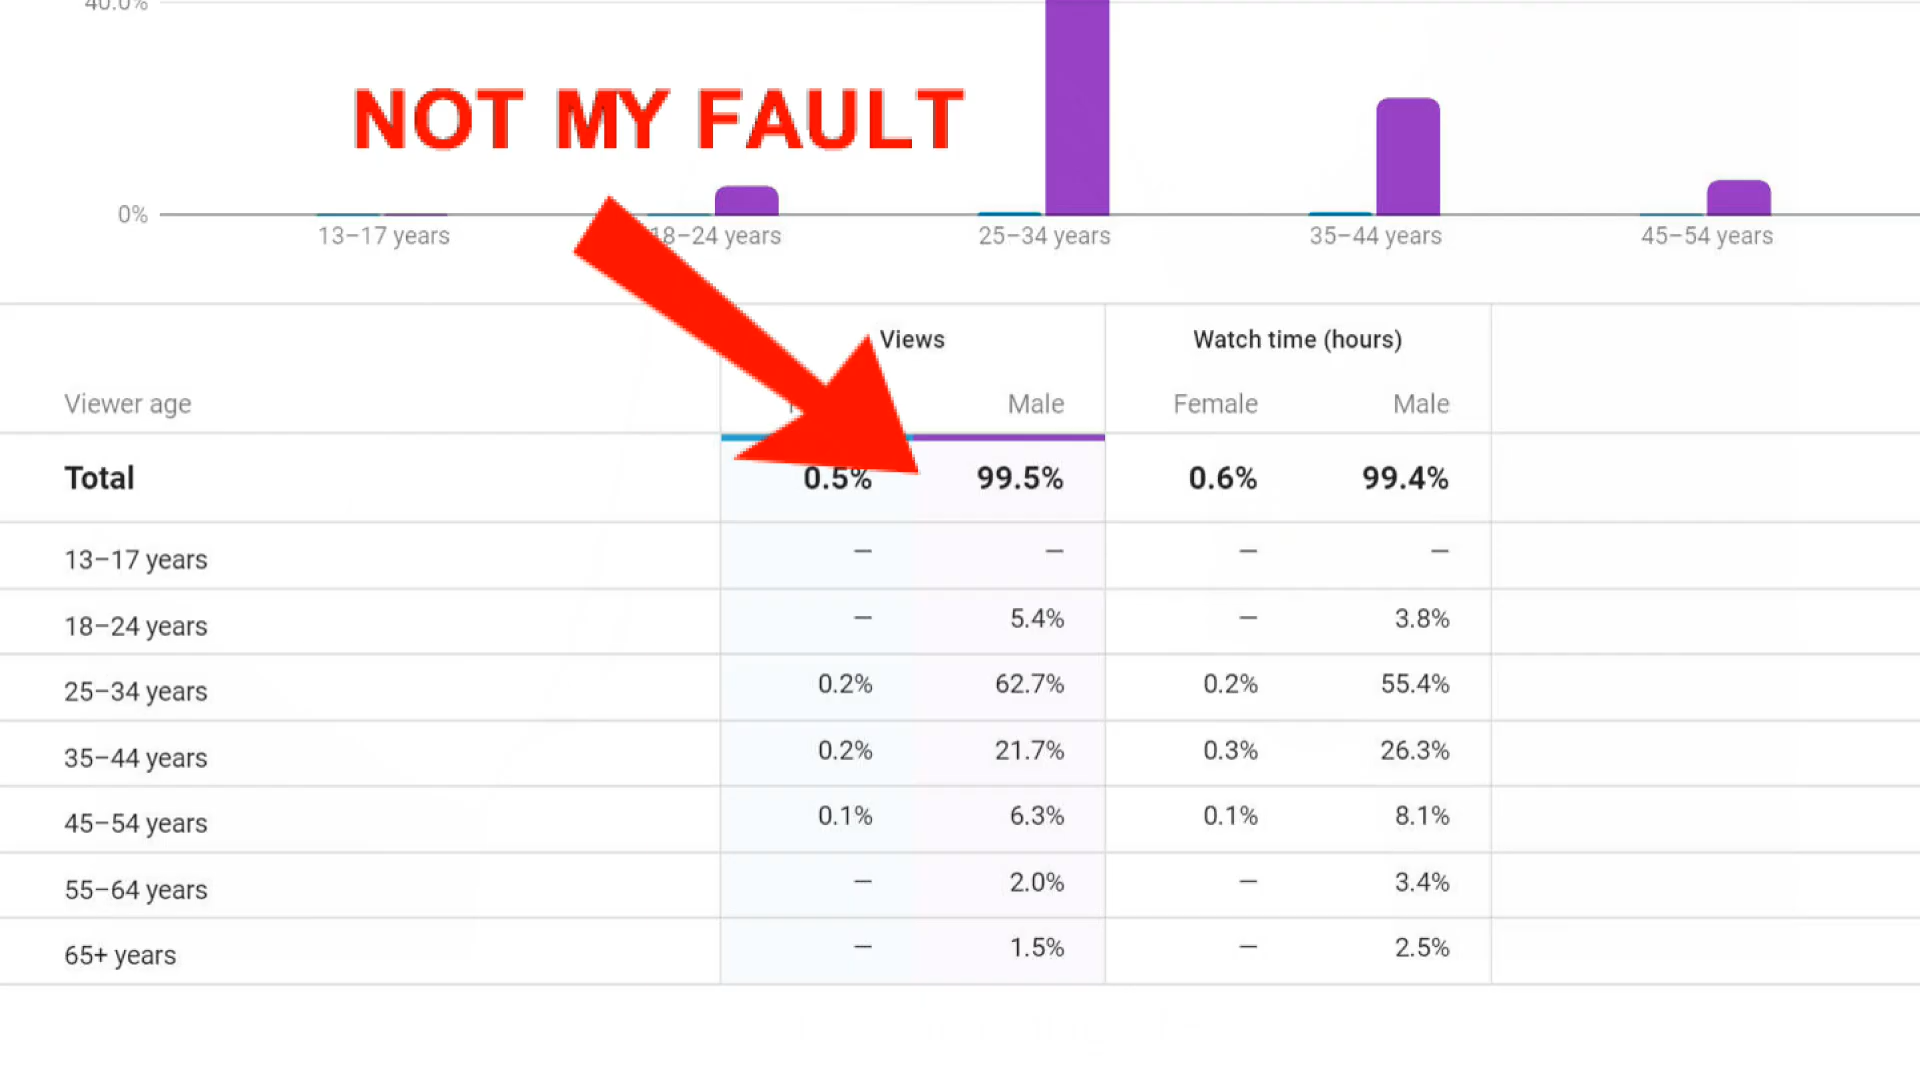 40.0%
NOT MY FAULT
0%
13–17 years 18–24 years 25–34 years 35–44 years 45–54 years
Views Watch time (hours)
Viewer age Male Female Male
Total 0.5% 99.5% 0.6% 99.4%
13–17 years – – – –
18–24 years – 5.4% – 3.8%
25–34 years 0.2% 62.7% 0.2% 55.4%
35–44 years 0.2% 21.7% 0.3% 26.3%
45–54 years 0.1% 6.3% 0.1% 8.1%
55–64 years – 2.0% – 3.4%
65+ years – 1.5% – 2.5%